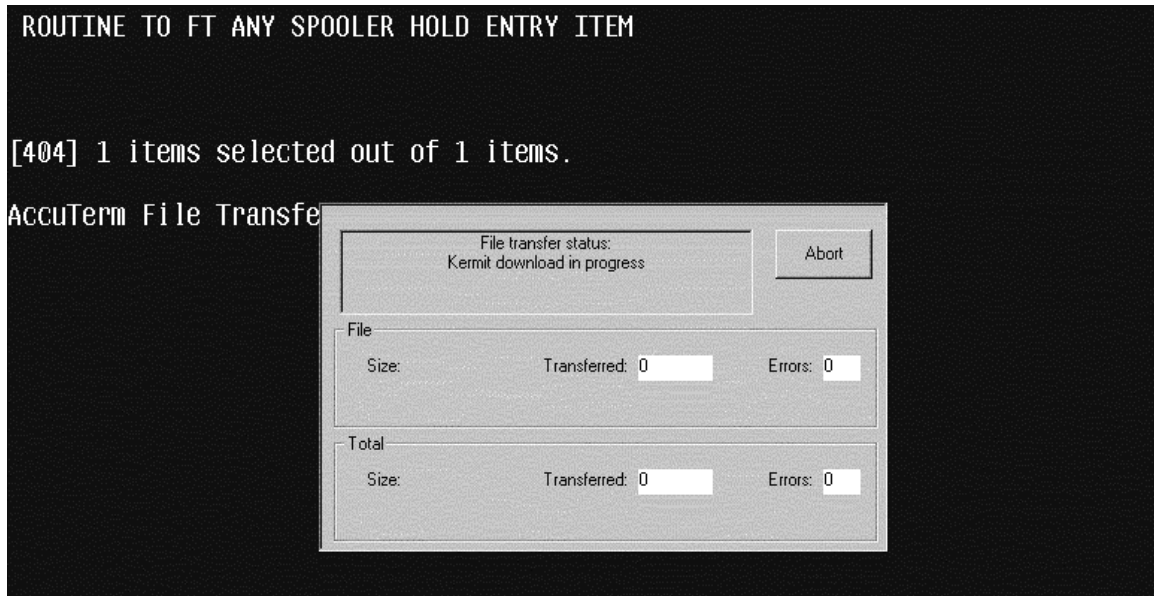 ROUTINE TO FT ANY SPOOLER HOLD ENTRY ITEM
[404] 1 items selected out of 1 items.
AccuTerm File Transfe
File transfer status:
Kermit download in progress
Abort
File
Size: Transferred: 0 Errors: 0
Total
Size: Transferred: 0 Errors: 0